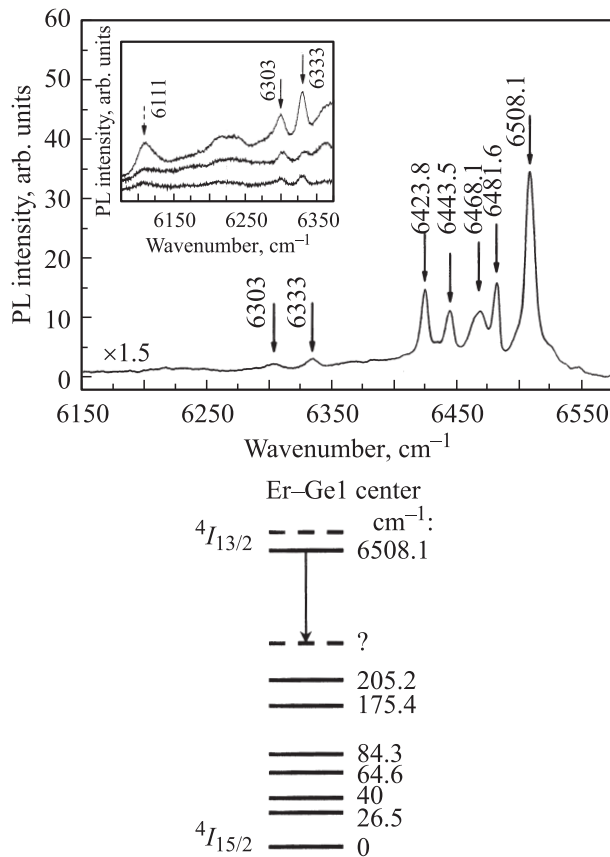 60
50
40
30
20
10
0
PL intensity, arb. units
PL intensity, arb. units
6111
6303
6333
6150 6250 6350
Wavenumber, cm–1
6303
6333
×1.5
6423.8
6443.5
6468.1
6481.6
6508.1
6150 6250 6350 6450 6550
Wavenumber, cm–1
Er–Ge1 center
cm–1:
4I13/2
6508.1
?
205.2
175.4
84.3
64.6
40
26.5
4I15/2 0